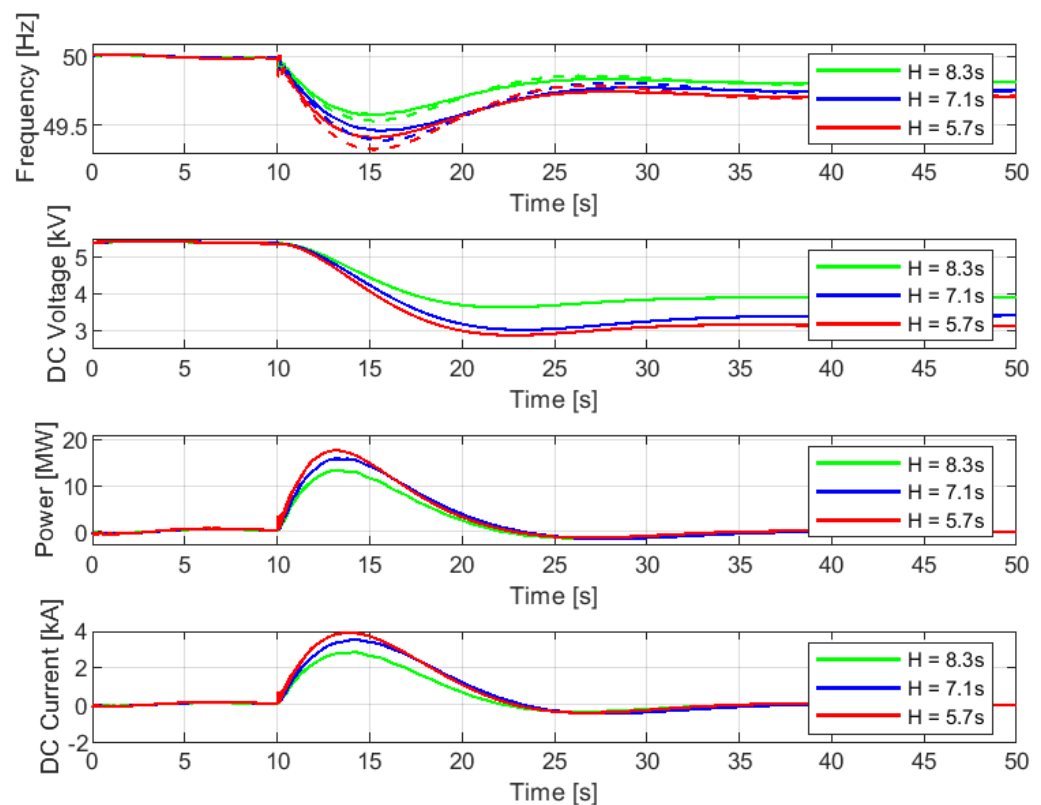 Frequency [Hz]
50
49.5
H = 8.3s
H = 7.1s
H = 5.7s
0 5 10 15 20 25 30 35 40 45 50
Time [s]
DC Voltage [kV]
5
4
3
H = 8.3s
H = 7.1s
H = 5.7s
0 5 10 15 20 25 30 35 40 45 50
Time [s]
Power [MW]
20
10
0
H = 8.3s
H = 7.1s
H = 5.7s
0 5 10 15 20 25 30 35 40 45 50
Time [s]
DC Current [kA]
4
2
0
-2
H = 8.3s
H = 7.1s
H = 5.7s
0 5 10 15 20 25 30 35 40 45 50
Time [s]